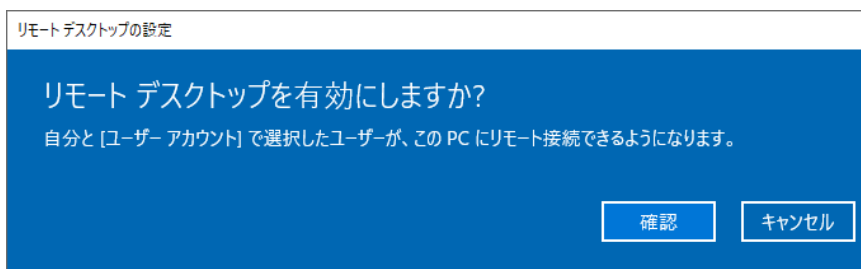 リモート デスクトップの設定
リモート デスクトップを有効にしますか?
自分と [ユーザー アカウント] で選択したユーザーが、この PC にリモート接続できるようになります。
確認
キャンセル